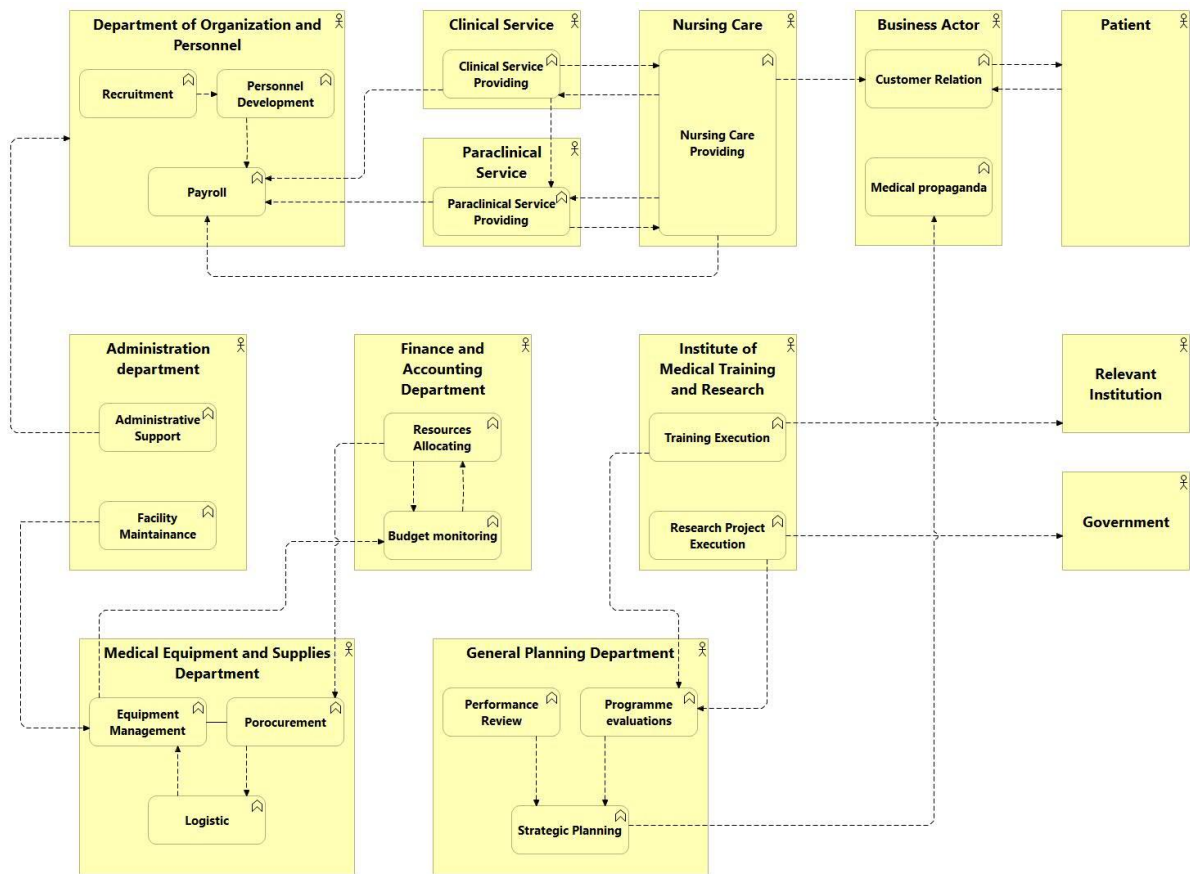 Department of Organization and
Personnel
Recruitment
Personnel
Development
Payroll
Clinical Service
Clinical Service
Providing
Paraclinical
Service
Paraclinical Service
Providing
Nursing Care
Nursing Care
Providing
Business Actor
Customer Relation
Medical propaganda
Patient
Administration
department
Administrative
Support
Facility
Maintainance
Finance and
Accounting
Department
Resources
Allocating
Budget monitoring
Institute of
Medical Training
and Research
Training Execution
Research Project
Execution
Relevant
Institution
Government
Medical Equipment and Supplies
Department
Equipment
Management
Porocurement
Logistic
General Planning Department
Performance
Review
Programme
evaluations
Strategic Planning